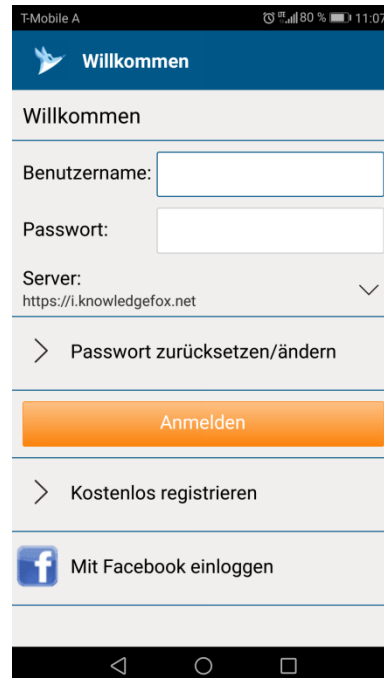 T-Mobile A 80 % 11:07
Willkommen
Willkommen
Benutzername:
Passwort:
Server:
https://i.knowledgefox.net
Passwort zurücksetzen/ändern
Anmelden
Kostenlos registrieren
f Mit Facebook einloggen